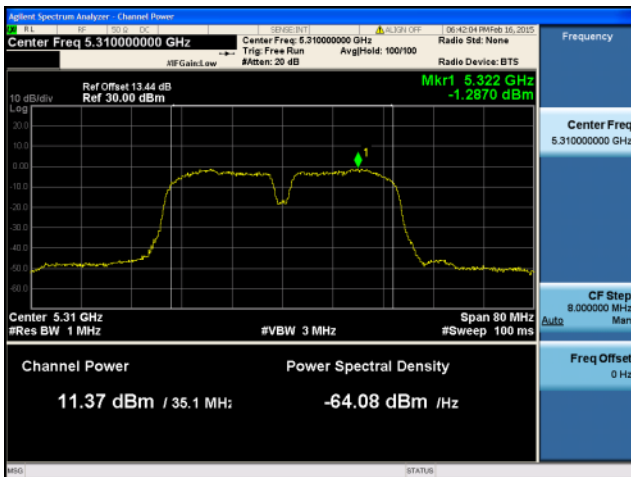 Agilent Spectrum Analyzer - Channel Power
RL RF 50 Ω DC SENSE:INT ALIGN OFF 06:42:04 PM Feb 16, 2015
Center Freq 5.310000000 GHz
Center Freq: 5.310000000 GHz
Radio Std: None
Trig: Free Run Avg|Hold: 100/100
#IFGain:Low
#Atten: 20 dB
Radio Device: BTS
Frequency
Mkr1 5.322 GHz
-1.2870 dBm
Ref Offset 13.44 dB
10 dB/div Ref 30.00 dBm
Log
20.0
10.0
0.00
-10.0
-20.0
-30.0
-40.0
-50.0
-60.0
1
Center Freq
5.310000000 GHz
Center 5.31 GHz Span 80 MHz
#Res BW 1 MHz #VBW 3 MHz #Sweep 100 ms
CF Step
8.000000 MHz
Auto Man
Freq Offset
0 Hz
Channel Power Power Spectral Density
11.37 dBm / 35.1 MHz -64.08 dBm /Hz
MSG STATUS